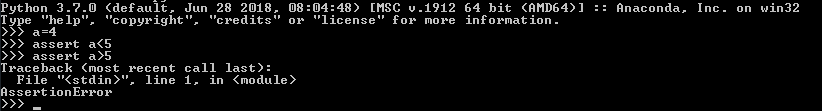 Python 3.7.0 (default, Jun 28 2018, 08:04:48) [MSC v.1912 64 bit (AMD64)] :: Anaconda, Inc. on win32
Type "help", "copyright", "credits" or "license" for more information.
>>> a=4
>>> assert a<5
>>> assert a>5
Traceback (most recent call last):
  File "<stdin>", line 1, in <module>
AssertionError
>>> _